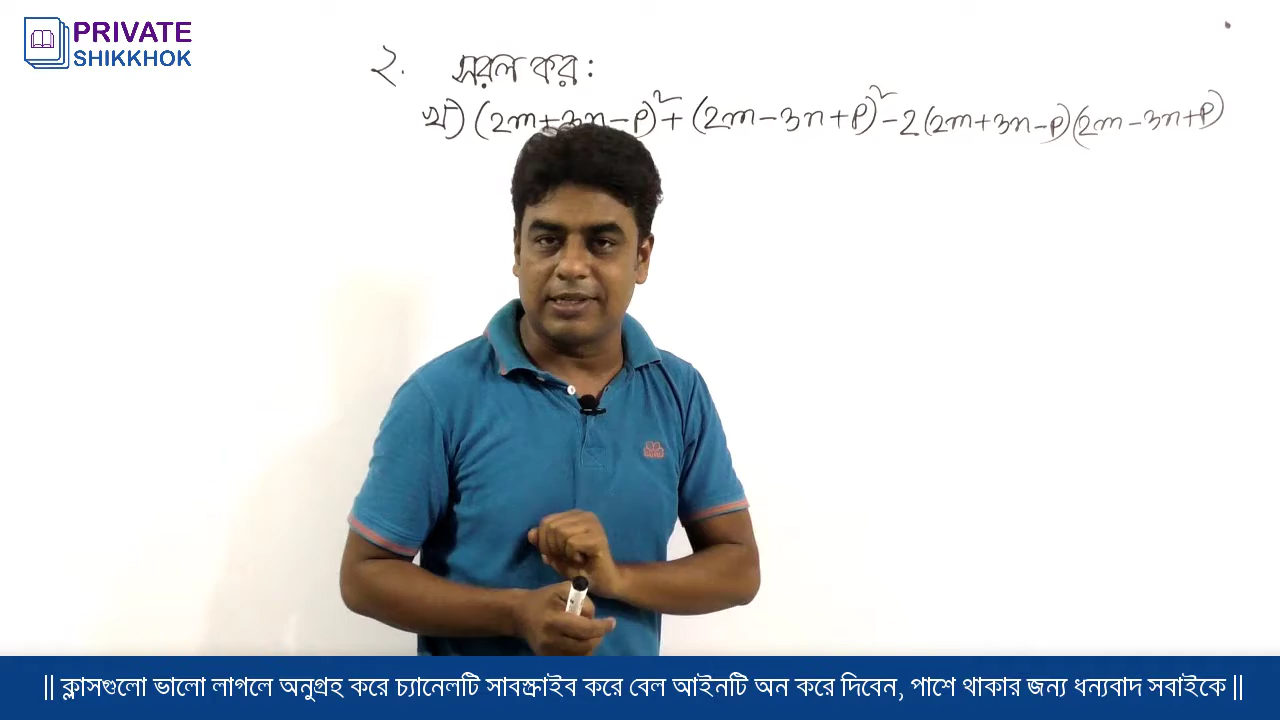 PRIVATE
SHIKKHOK
২. সরল কর :
খ) (2m+3n-p)²+(2m-3n+p)²-2(2m+3n-p)(2m-3n+p)
|| ক্লাসগুলো ভালো লাগলে অনুগ্রহ করে চ্যানেলটি সাবস্ক্রাইব করে বেল আইনটি অন করে দিবেন, পাশে থাকার জন্য ধন্যবাদ সবাইকে ||